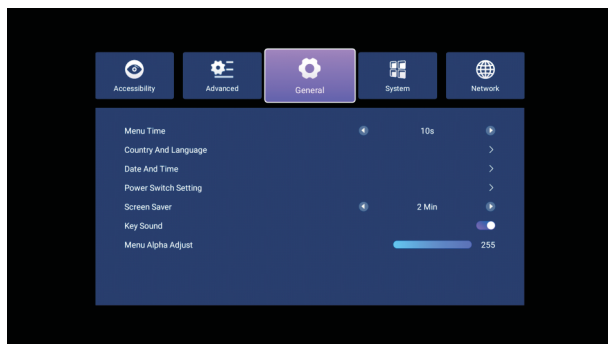 Accessibility
Advanced
General
System
Network
Menu Time 10s
Country And Language
Date And Time
Power Switch Setting
Screen Saver 2 Min
Key Sound
Menu Alpha Adjust 255